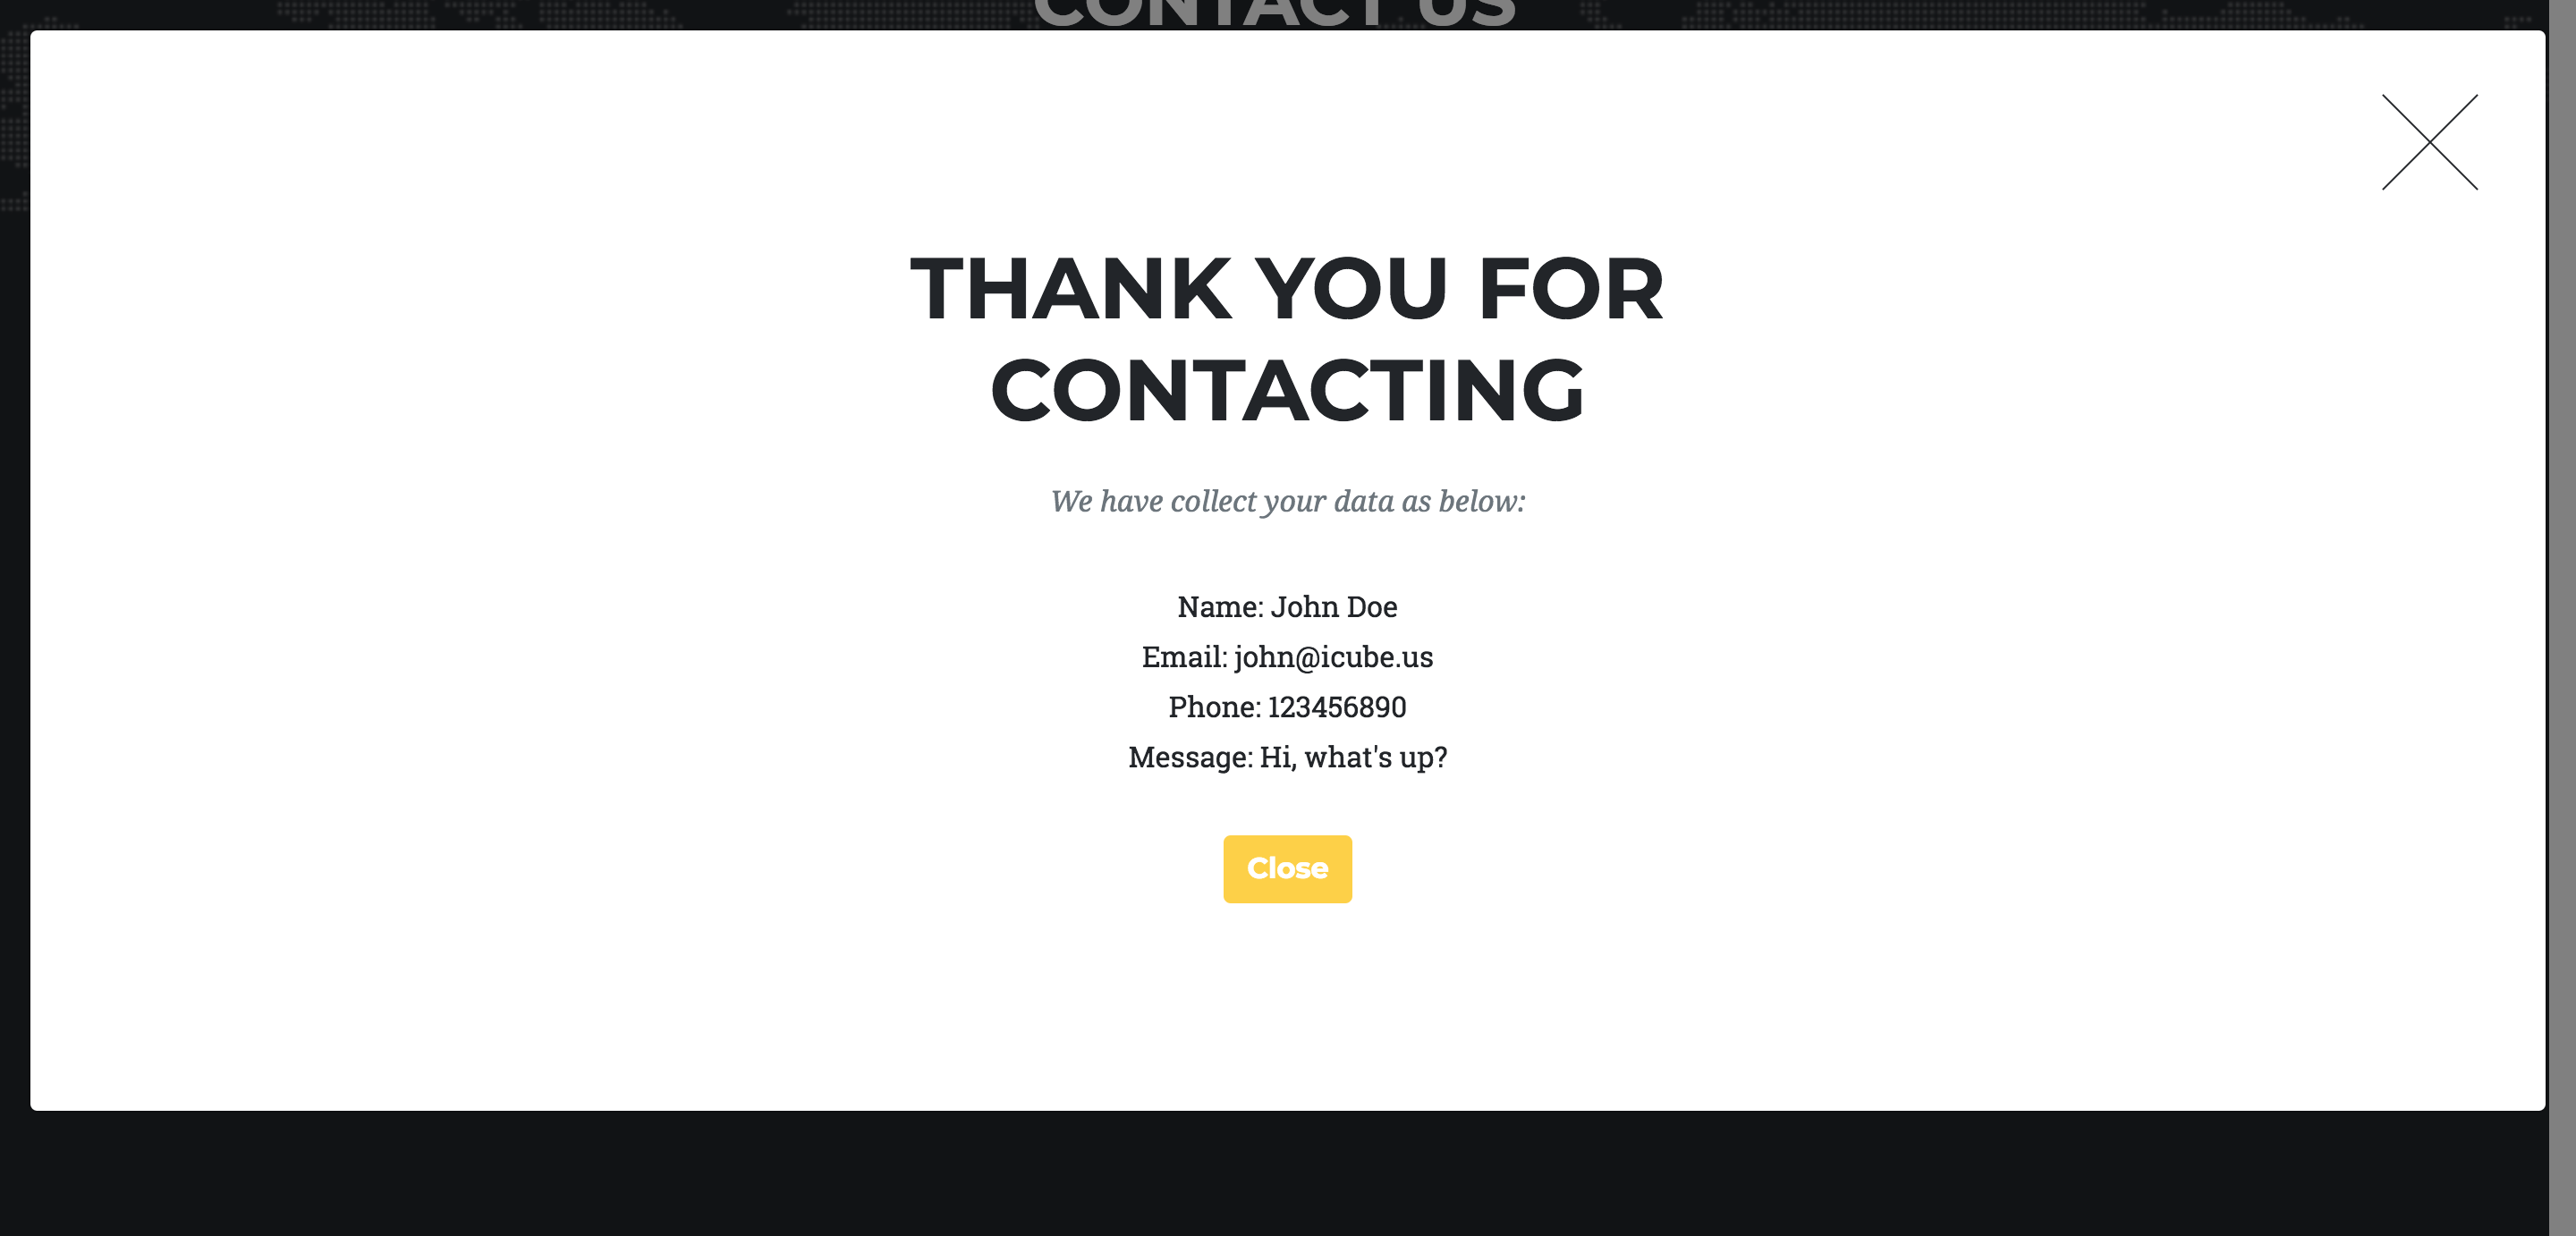 CONTACT US
THANK YOU FOR
CONTACTING
We have collect your data as below:
Name: John Doe
Email: john@icube.us
Phone: 123456890
Message: Hi, what's up?
Close